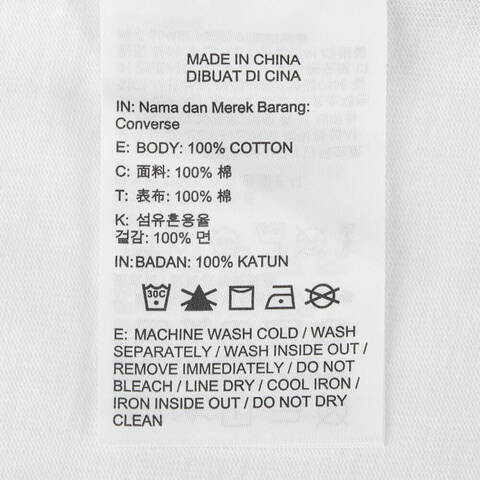 MADE IN CHINA
DIBUAT DI CINA
IN: Nama dan Merek Barang:
Converse
E: BODY: 100% COTTON
C: 面料: 100% 棉
T: 表布: 100% 棉
K: 섬유혼용율
겉감: 100% 면
IN:BADAN: 100% KATUN
30C
E: MACHINE WASH COLD / WASH
SEPARATELY / WASH INSIDE OUT /
REMOVE IMMEDIATELY / DO NOT
BLEACH / LINE DRY / COOL IRON /
IRON INSIDE OUT / DO NOT DRY
CLEAN